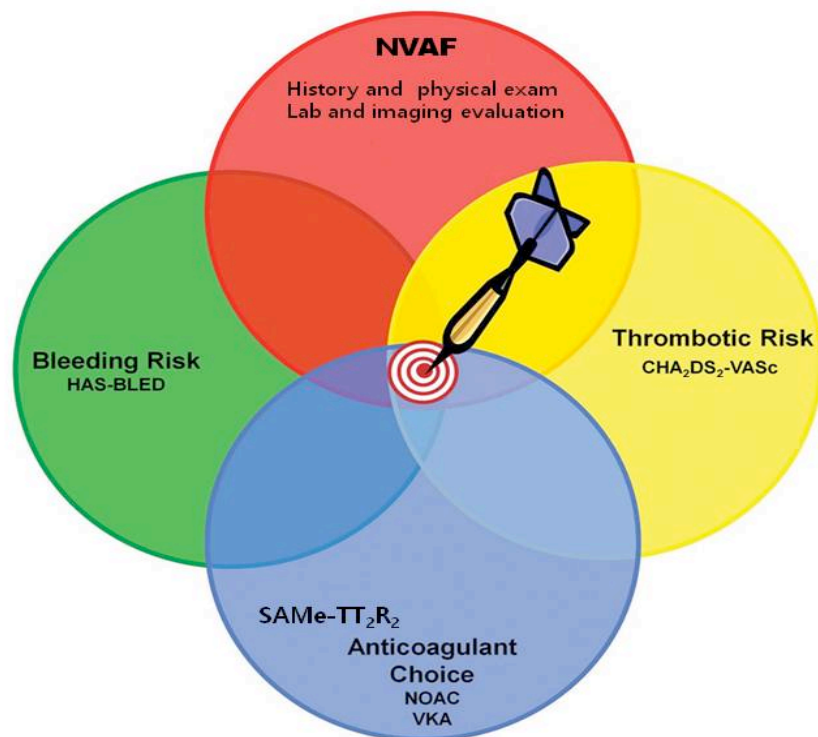 NVAF
History and physical exam
Lab and imaging evaluation
Bleeding Risk
HAS-BLED
Thrombotic Risk
CHA₂DS₂-VASc
SAMe-TT₂R₂
Anticoagulant
Choice
NOAC
VKA